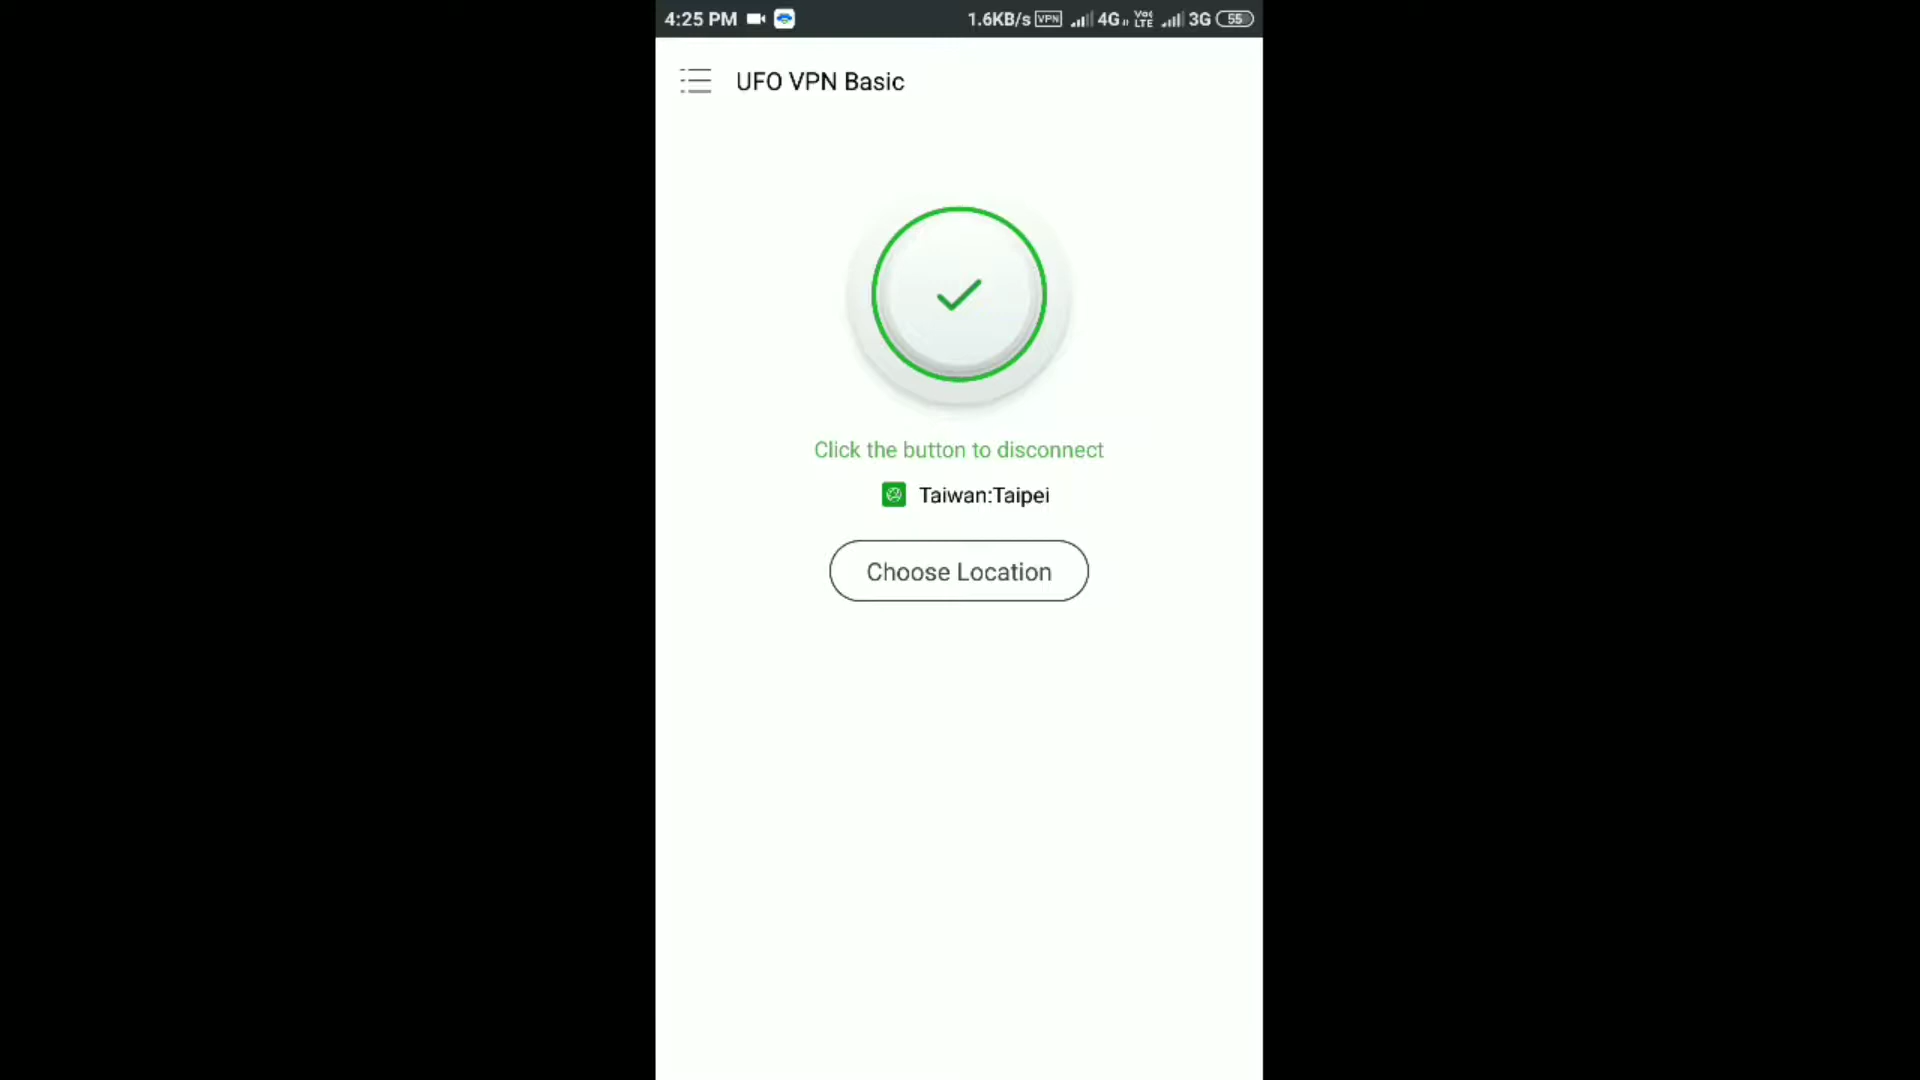 4:25 PM 1.6KB/s VPN 4G VoLTE 3G 55
UFO VPN Basic
Click the button to disconnect
Taiwan:Taipei
Choose Location